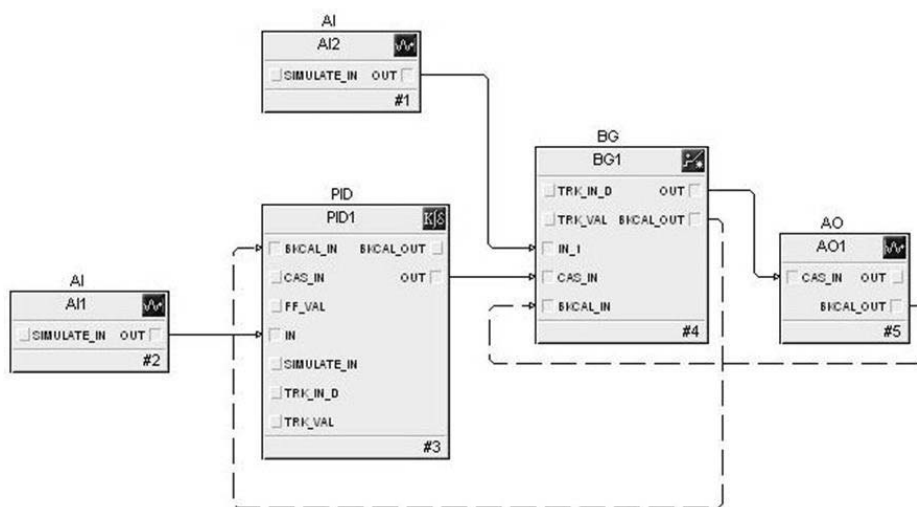 AI
AI2
SIMULATE_IN OUT
#1
BG
BG1
TRK_IN_D OUT
TRK_VAL BKCAL_OUT
IN_1
CAS_IN
BKCAL_IN
#4
PID
PID1
BKCAL_IN BKCAL_OUT
CAS_IN OUT
FF_VAL
IN
SIMULATE_IN
TRK_IN_D
TRK_VAL
#3
AO
AO1
CAS_IN OUT
BKCAL_OUT
#5
AI
AI1
SIMULATE_IN OUT
#2